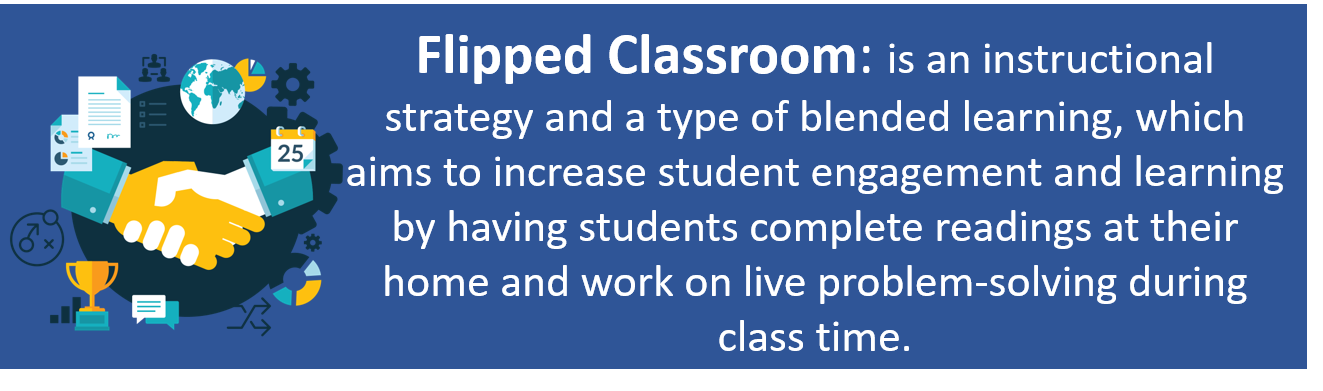 Flipped Classroom: is an instructional
strategy and a type of blended learning, which
aims to increase student engagement and learning
by having students complete readings at their
home and work on live problem-solving during
class time.
25